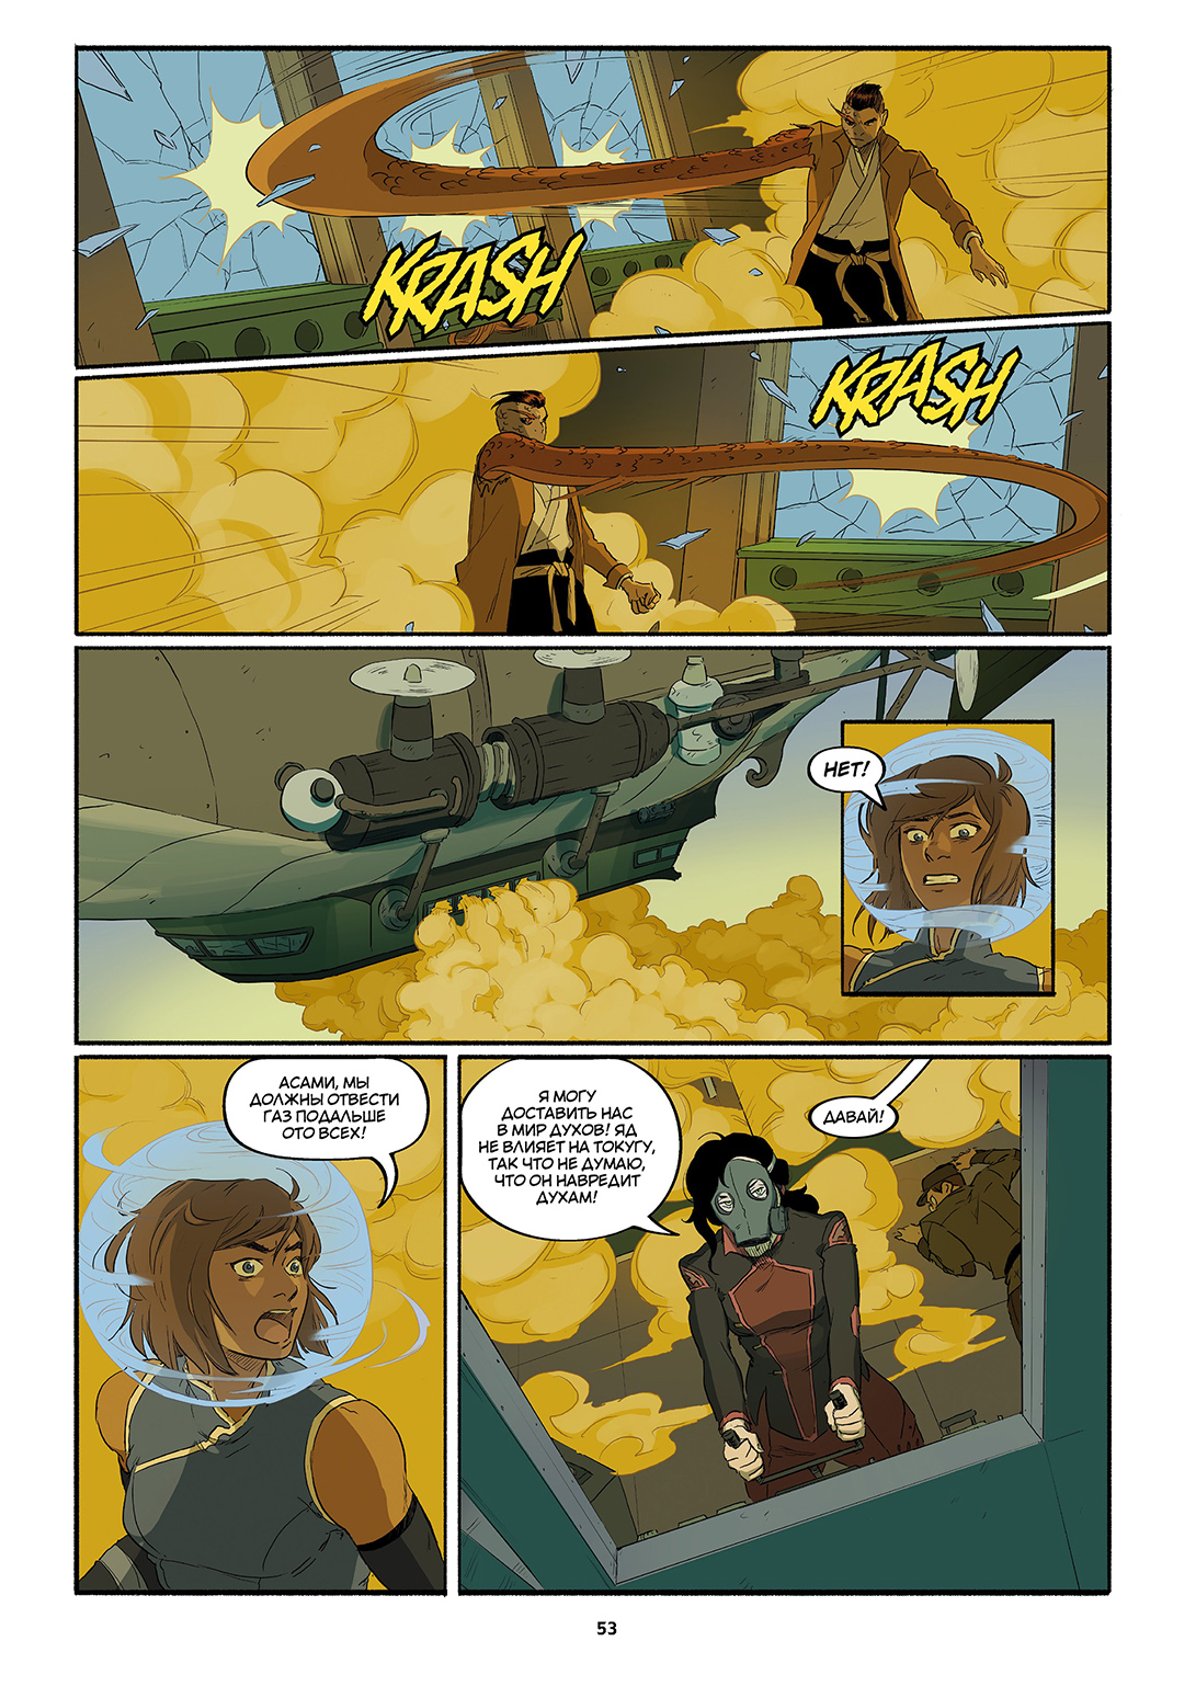 KRASH
KRASH
НЕТ!
АСАМИ, МЫ
ДОЛЖНЫ ОТВЕСТИ
ГАЗ ПОДАЛЬШЕ
ОТО ВСЕХ!
Я МОГУ
ДОСТАВИТЬ НАС
В МИР ДУХОВ! ЯД
НЕ ВЛИЯЕТ НА ТОКУГУ,
ТАК ЧТО НЕ ДУМАЮ,
ЧТО ОН НАВРЕДИТ
ДУХАМ!
ДАВАЙ!
53